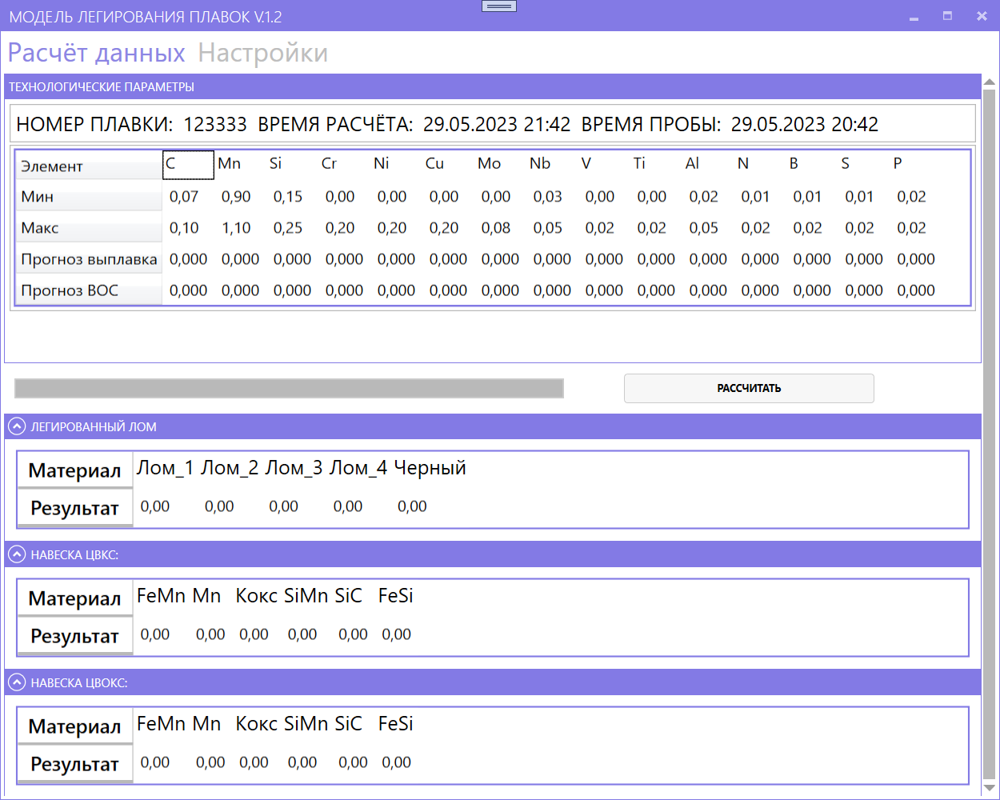 МОДЕЛЬ ЛЕГИРОВАНИЯ ПЛАВОК V.1.2
Расчёт данных Настройки
ТЕХНОЛОГИЧЕСКИЕ ПАРАМЕТРЫ
НОМЕР ПЛАВКИ: 123333 ВРЕМЯ РАСЧЁТА: 29.05.2023 21:42 ВРЕМЯ ПРОБЫ: 29.05.2023 20:42
Элемент C Mn Si Cr Ni Cu Mo Nb V Ti Al N B S P
Мин 0,07 0,90 0,15 0,00 0,00 0,00 0,00 0,03 0,00 0,00 0,02 0,01 0,01 0,01 0,02
Макс 0,10 1,10 0,25 0,20 0,20 0,20 0,08 0,05 0,02 0,02 0,05 0,02 0,02 0,02 0,02
Прогноз выплавка 0,000 0,000 0,000 0,000 0,000 0,000 0,000 0,000 0,000 0,000 0,000 0,000 0,000 0,000 0,000
Прогноз ВОС 0,000 0,000 0,000 0,000 0,000 0,000 0,000 0,000 0,000 0,000 0,000 0,000 0,000 0,000 0,000
РАССЧИТАТЬ
ЛЕГИРОВАННЫЙ ЛОМ
Материал Лом_1 Лом_2 Лом_3 Лом_4 Черный
Результат 0,00 0,00 0,00 0,00 0,00
НАВЕСКА ЦВКС:
Материал FeMn Mn Кокс SiMn SiC FeSi
Результат 0,00 0,00 0,00 0,00 0,00 0,00
НАВЕСКА ЦВОКС:
Материал FeMn Mn Кокс SiMn SiC FeSi
Результат 0,00 0,00 0,00 0,00 0,00 0,00